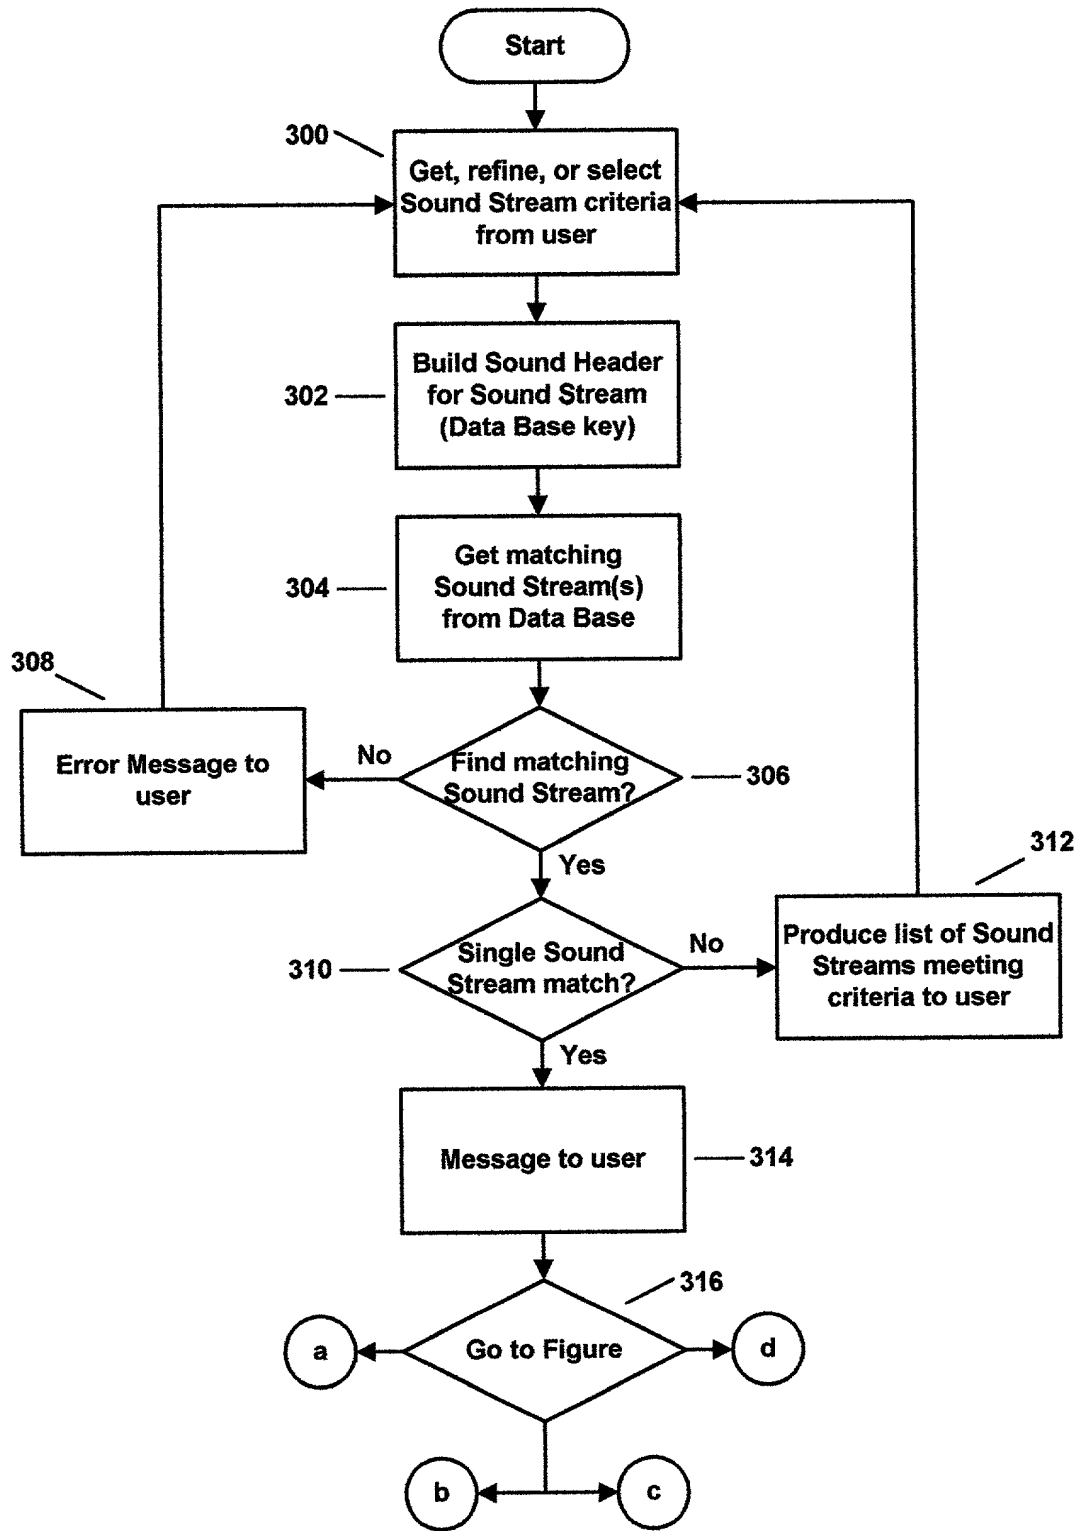 Start
300
Get, refine, or select
Sound Stream criteria
from user
302
Build Sound Header
for Sound Stream
(Data Base key)
304
Get matching
Sound Stream(s)
from Data Base
308
Error Message to
user
No
Find matching
Sound Stream?
306
Yes
310
Single Sound
Stream match?
No
312
Produce list of Sound
Streams meeting
criteria to user
Yes
Message to user
314
316
a
Go to Figure
d
b
c